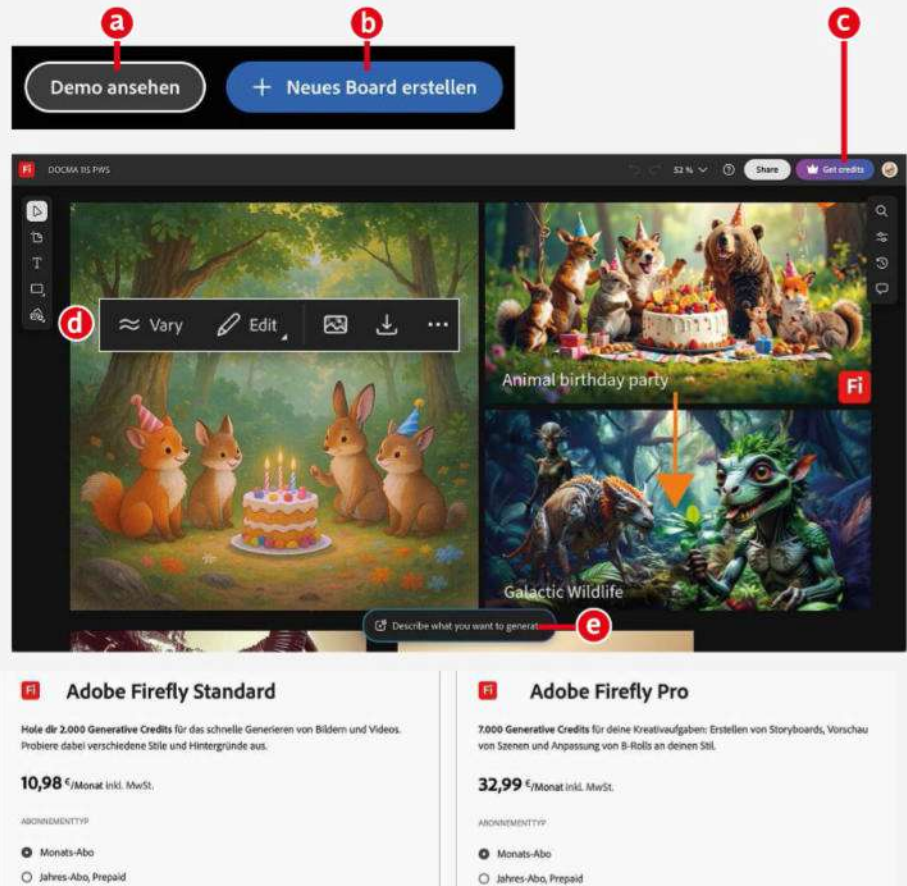 a
b
c
Demo ansehen
+ Neues Board erstellen
Fi
DOCMA 115 PWS
52 %
Share
Get credits
T
d
Vary
Edit
Animal birthday party
Fi
Galactic Wildlife
Describe what you want to generat
e
Fi
Adobe Firefly Standard
Hole dir 2.000 Generative Credits für das schnelle Generieren von Bildern und Videos.
Probiere dabei verschiedene Stile und Hintergründe aus.
10,98 €/Monat inkl. MwSt.
ABONNEMENTTYP
Monats-Abo
Jahres-Abo, Prepaid
Fi
Adobe Firefly Pro
7.000 Generative Credits für deine Kreativaufgaben: Erstellen von Storyboards, Vorschau
von Szenen und Anpassung von B-Rolls an deinen Stil.
32,99 €/Monat inkl. MwSt.
ABONNEMENTTYP
Monats-Abo
Jahres-Abo, Prepaid